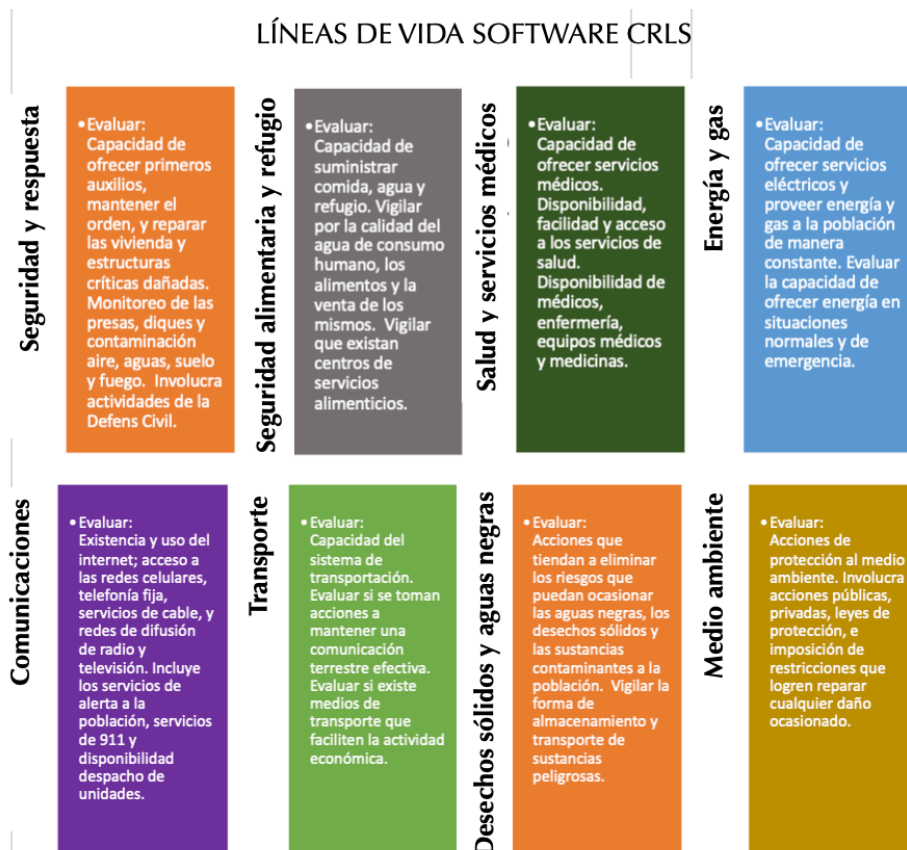 LÍNEAS DE VIDA SOFTWARE CRLS
Seguridad y respuesta
• Evaluar:
Capacidad de
ofrecer primeros
auxilios,
mantener el
orden, y reparar
las vivienda y
estructuras
críticas dañadas.
Monitoreo de las
presas, diques y
contaminación
aire, aguas, suelo
y fuego. Involucra
actividades de la
Defens Civil.
Seguridad alimentaria y refugio
• Evaluar:
Capacidad de
suministrar
comida, agua y
refugio. Vigilar
por la calidad del
agua de consumo
humano, los
alimentos y la
venta de los
mismos. Vigilar
que existan
centros de
servicios
alimenticios.
Salud y servicios médicos
• Evaluar:
Capacidad de
ofrecer servicios
médicos.
Disponibilidad,
facilidad y acceso
a los servicios de
salud.
Disponibilidad de
médicos,
enfermería,
equipos médicos
y medicinas.
Energía y gas
• Evaluar:
Capacidad de
ofrecer servicios
eléctricos y
proveer energía y
gas a la población
de manera
constante. Evaluar
la capacidad de
ofrecer energía en
situaciones
normales y de
emergencia.
Comunicaciones
• Evaluar:
Existencia y uso del
internet; acceso a
las redes celulares,
telefonía fija,
servicios de cable, y
redes de difusión
de radio y
televisión. Incluye
los servicios de
alerta a la
población, servicios
de 911 y
disponibilidad
despacho de
unidades.
Transporte
• Evaluar:
Capacidad del
sistema de
transportación.
Evaluar si se toman
acciones a
mantener una
comunicación
terrestre efectiva.
Evaluar si existe
medios de
transporte que
faciliten la actividad
económica.
Desechos sólidos y aguas negras
• Evaluar:
Acciones que
tiendan a eliminar
los riesgos que
puedan ocasionar
las aguas negras, los
desechos sólidos y
las sustancias
contaminantes a la
población. Vigilar la
forma de
almacenamiento y
transporte de
sustancias
peligrosas.
Medio ambiente
• Evaluar:
Acciones de
protección al medio
ambiente. Involucra
acciones públicas,
privadas, leyes de
protección, e
imposición de
restricciones que
logren reparar
cualquier daño
ocasionado.